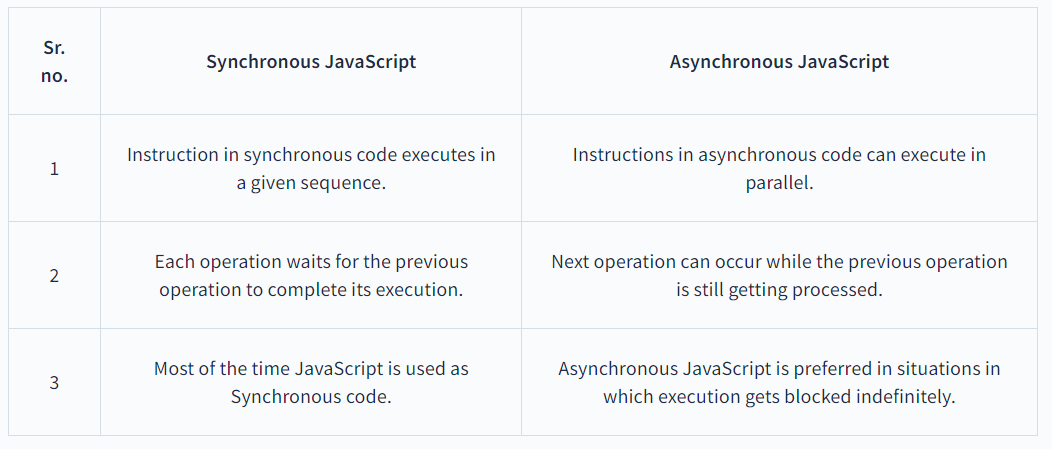 Sr.
no.
Synchronous JavaScript
Asynchronous JavaScript
1
Instruction in synchronous code executes in
a given sequence.
Instructions in asynchronous code can execute in
parallel.
2
Each operation waits for the previous
operation to complete its execution.
Next operation can occur while the previous operation
is still getting processed.
3
Most of the time JavaScript is used as
Synchronous code.
Asynchronous JavaScript is preferred in situations in
which execution gets blocked indefinitely.